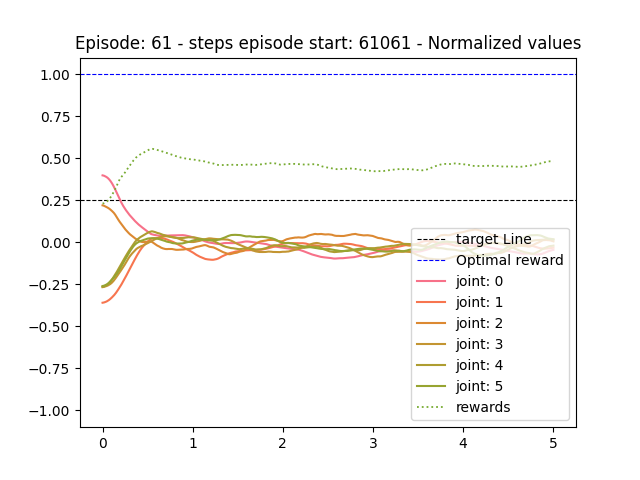 Episode: 61 - steps episode start: 61061 - Normalized values
1.00
0.75
0.50
0.25
0.00
−0.25
−0.50
−0.75
−1.00
target Line
Optimal reward
joint: 0
joint: 1
joint: 2
joint: 3
joint: 4
joint: 5
rewards
0 1 2 3 4 5